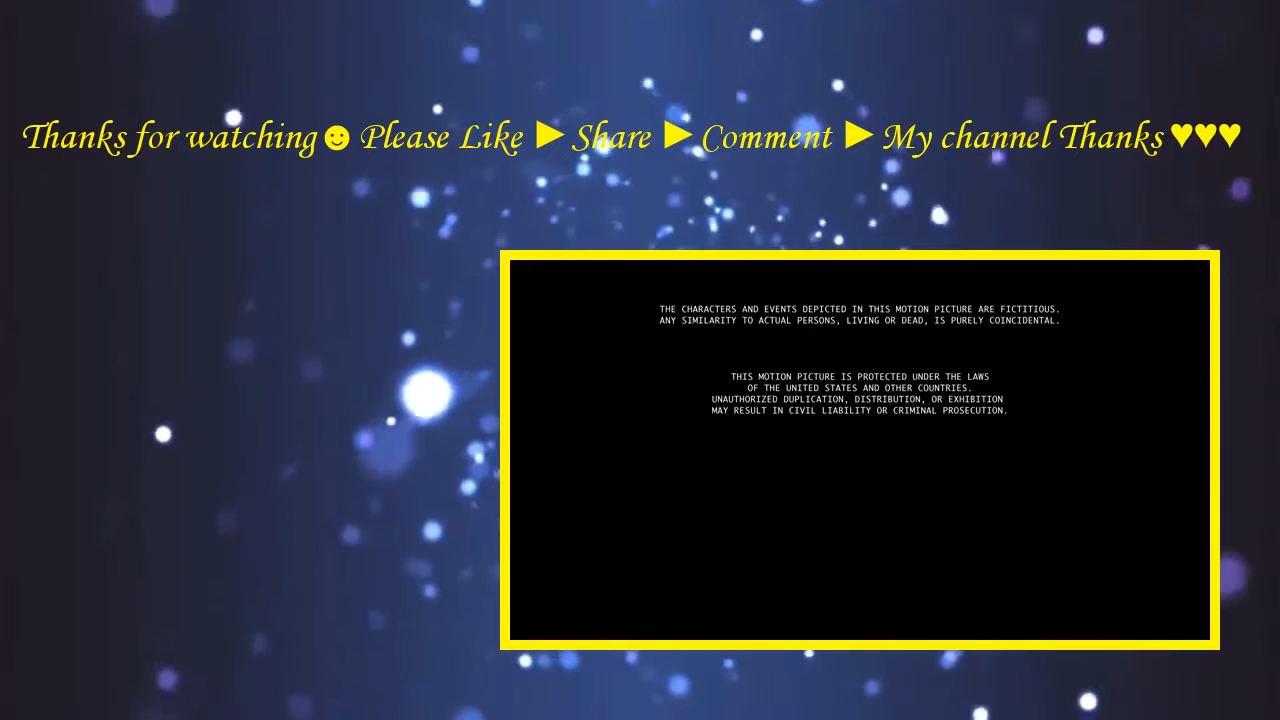 Thanks for watching☻ Please Like ► Share ► Comment ► My channel Thanks ♥♥♥
THE CHARACTERS AND EVENTS DEPICTED IN THIS MOTION PICTURE ARE FICTITIOUS.
ANY SIMILARITY TO ACTUAL PERSONS, LIVING OR DEAD, IS PURELY COINCIDENTAL.
THIS MOTION PICTURE IS PROTECTED UNDER THE LAWS
OF THE UNITED STATES AND OTHER COUNTRIES.
UNAUTHORIZED DUPLICATION, DISTRIBUTION, OR EXHIBITION
MAY RESULT IN CIVIL LIABILITY OR CRIMINAL PROSECUTION.